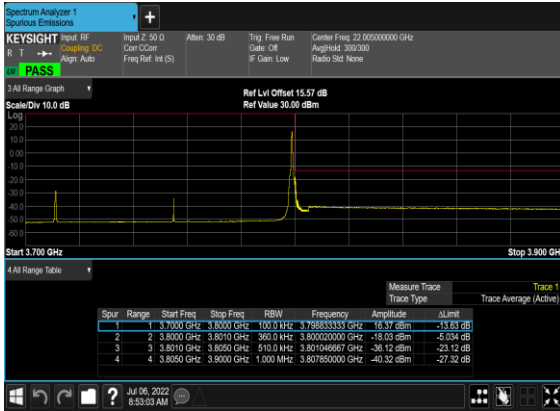 Spectrum Analyzer 1
Spurious Emissions
+
KEYSIGHT Input: RF Input Z: 50 Ω Atten: 30 dB Trig: Free Run Center Freq: 22.005000000 GHz
R T Coupling: DC Corr CCorr Gate: Off Avg|Hold: 300/300
Align: Auto Freq Ref: Int (S) IF Gain: Low Radio Std: None
PASS
3 All Range Graph
Ref Lvl Offset 15.57 dB
Scale/Div 10.0 dB Ref Value 30.00 dBm
Log
20.0
10.0
0.00
-10.0
-20.0
-30.0
-40.0
-50.0
-60.0
Start 3.700 GHz Stop 3.900 GH
4 All Range Table
Measure Trace Trace 1
Trace Type Trace Average (Active)
Spur Range Start Freq Stop Freq RBW Frequency Amplitude ΔLimit
1 1 3.7000 GHz 3.8000 GHz 100.0 kHz 3.798833333 GHz 16.37 dBm -13.63 dB
2 2 3.8000 GHz 3.8010 GHz 360.0 kHz 3.800020000 GHz -18.03 dBm -5.034 dB
3 3 3.8010 GHz 3.8050 GHz 510.0 kHz 3.801046667 GHz -36.12 dBm -23.12 dB
4 4 3.8050 GHz 3.9000 GHz 1.000 MHz 3.807850000 GHz -40.32 dBm -27.32 dB
?
Jul 06, 2022
8:53:03 AM